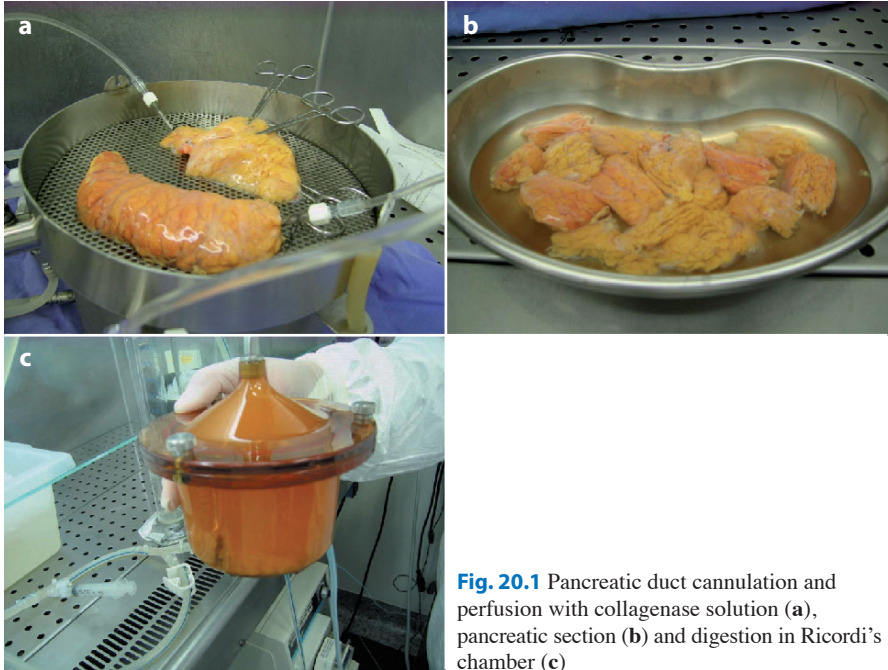 a
b
c
Fig. 20.1 Pancreatic duct cannulation and
perfusion with collagenase solution (a),
pancreatic section (b) and digestion in Ricordi's
chamber (c)